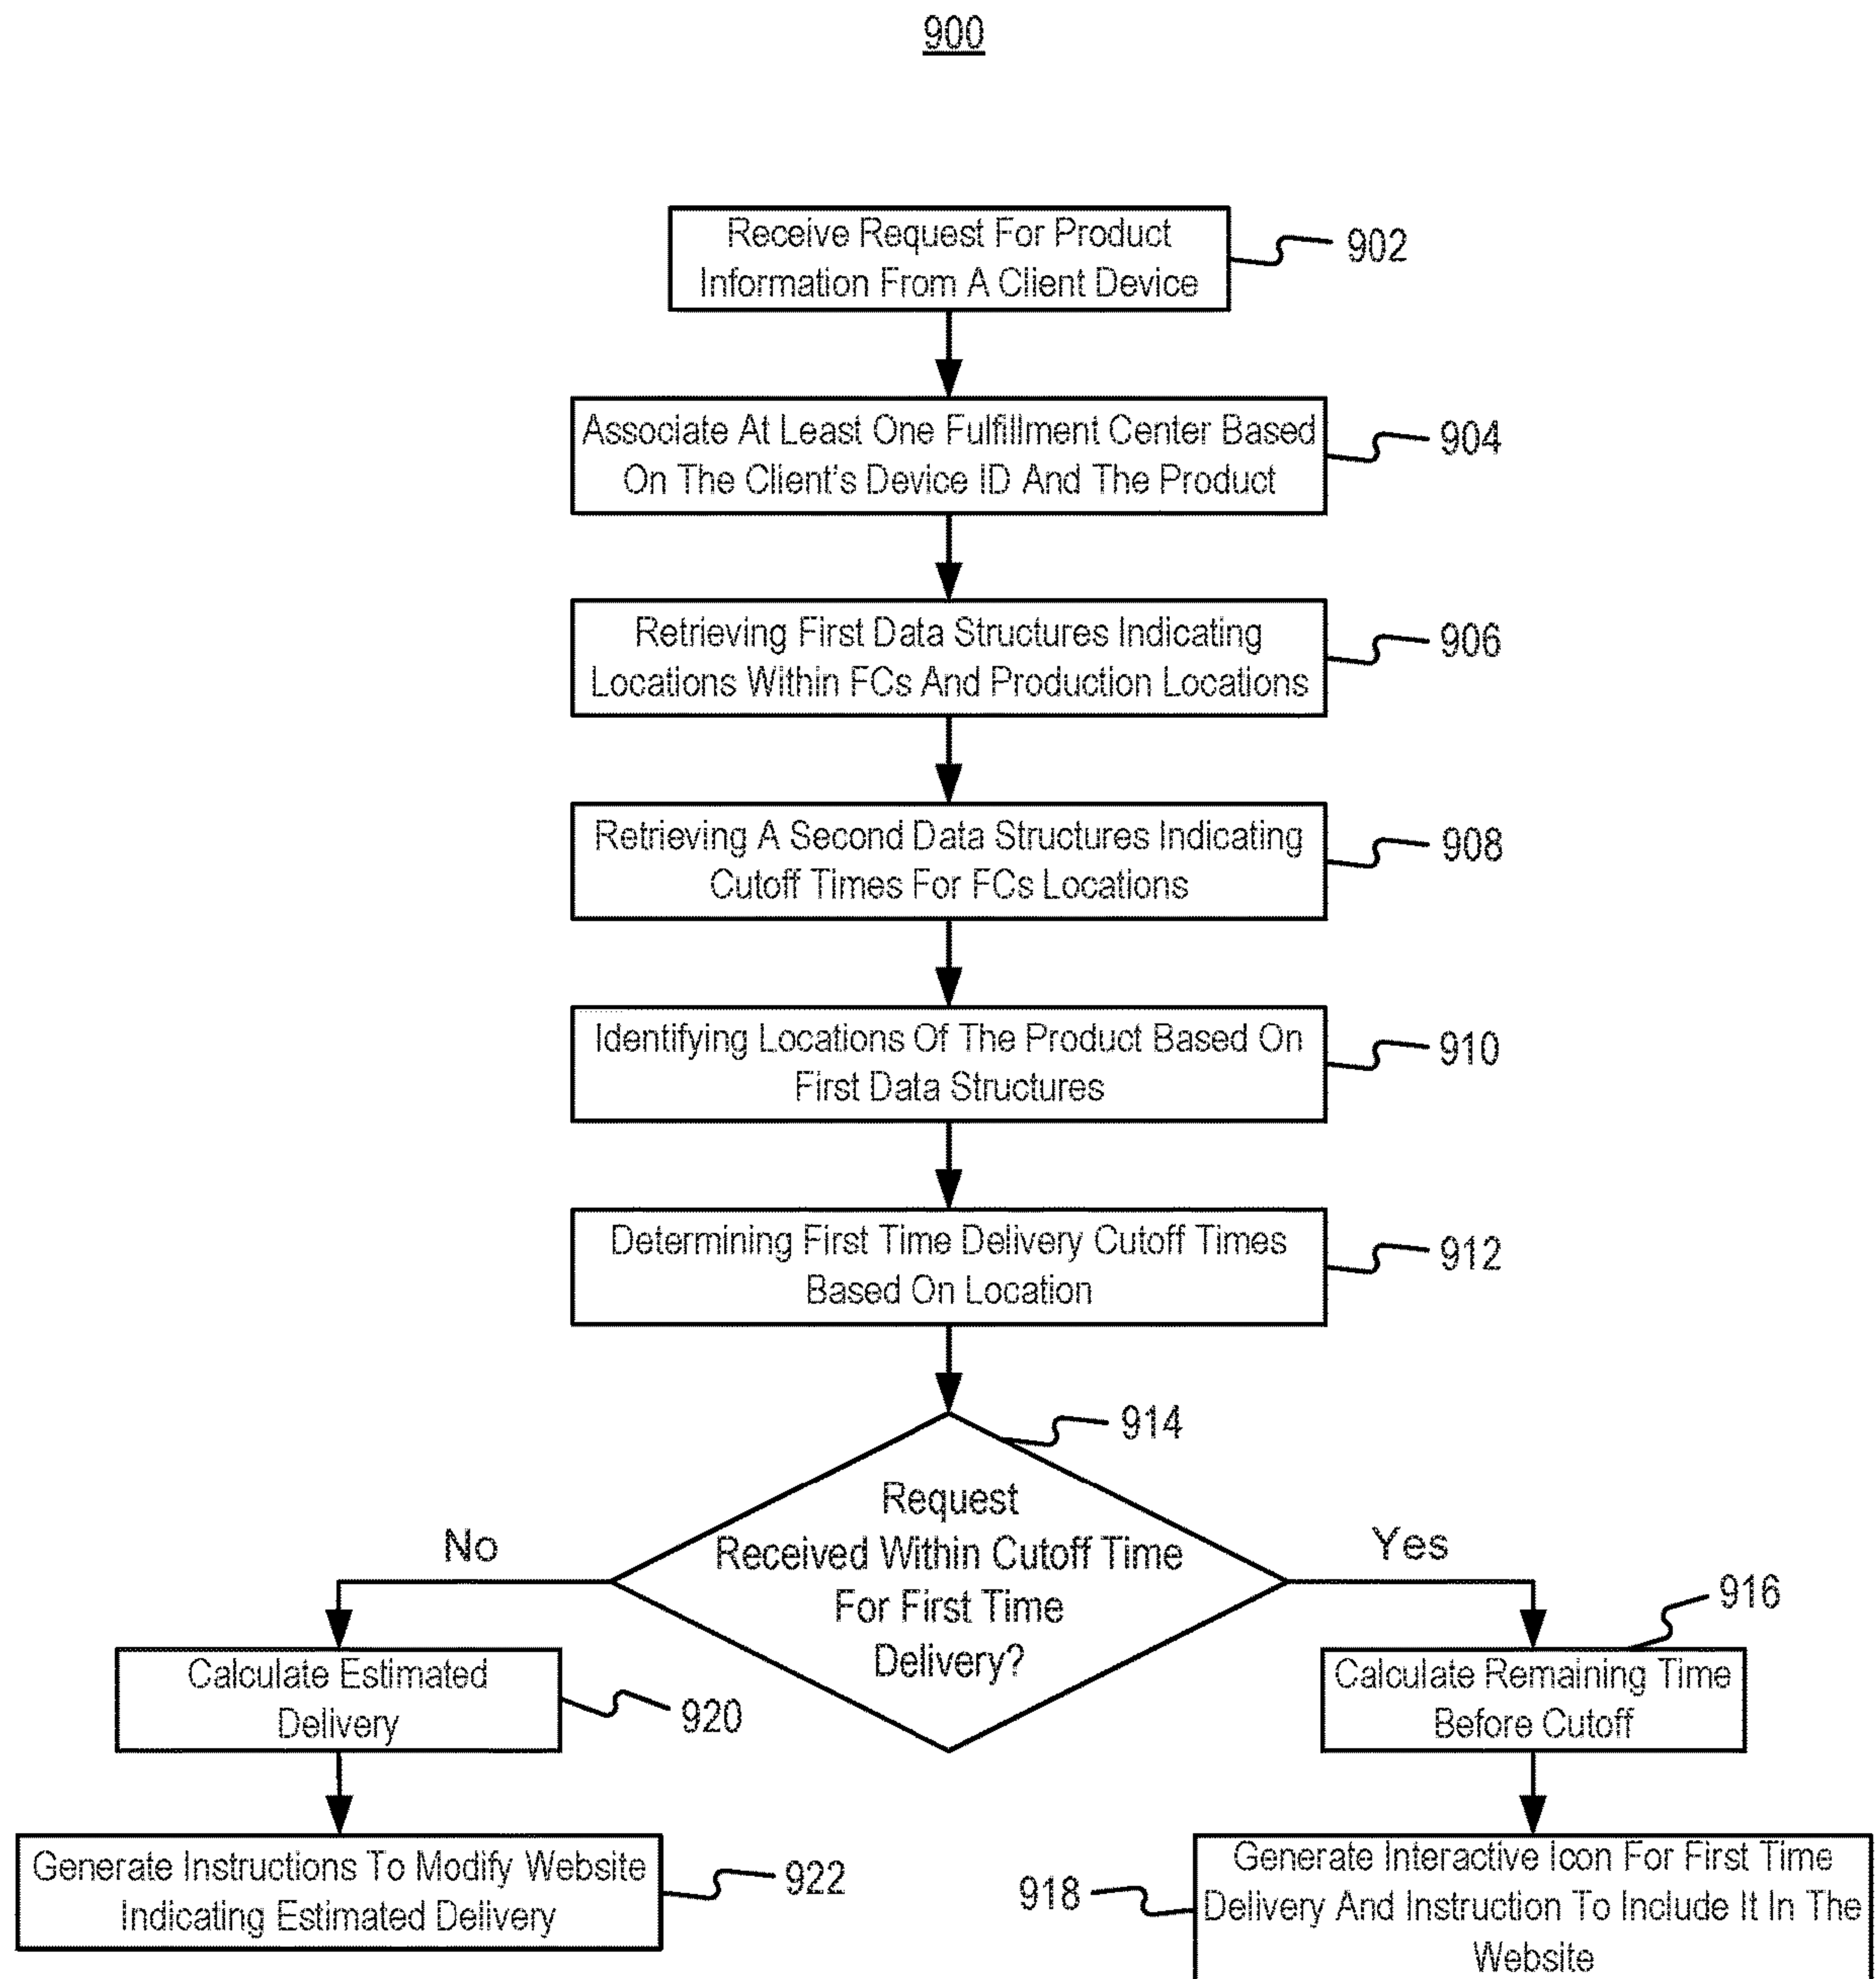 900
Receive Request For Product
Information From A Client Device
902
Associate At Least One Fulfillment Center Based
On The Client's Device ID And The Product
904
Retrieving First Data Structures Indicating
Locations Within FCs And Production Locations
906
Retrieving A Second Data Structures Indicating
Cutoff Times For FCs Locations
908
Identifying Locations Of The Product Based On
First Data Structures
910
Determining First Time Delivery Cutoff Times
Based On Location
912
914
Request
Received Within Cutoff Time
For First Time
Delivery?
No
Yes
Calculate Estimated
Delivery
920
916
Calculate Remaining Time
Before Cutoff
Generate Instructions To Modify Website
Indicating Estimated Delivery
922
918
Generate Interactive Icon For First Time
Delivery And Instruction To Include It In The
Website